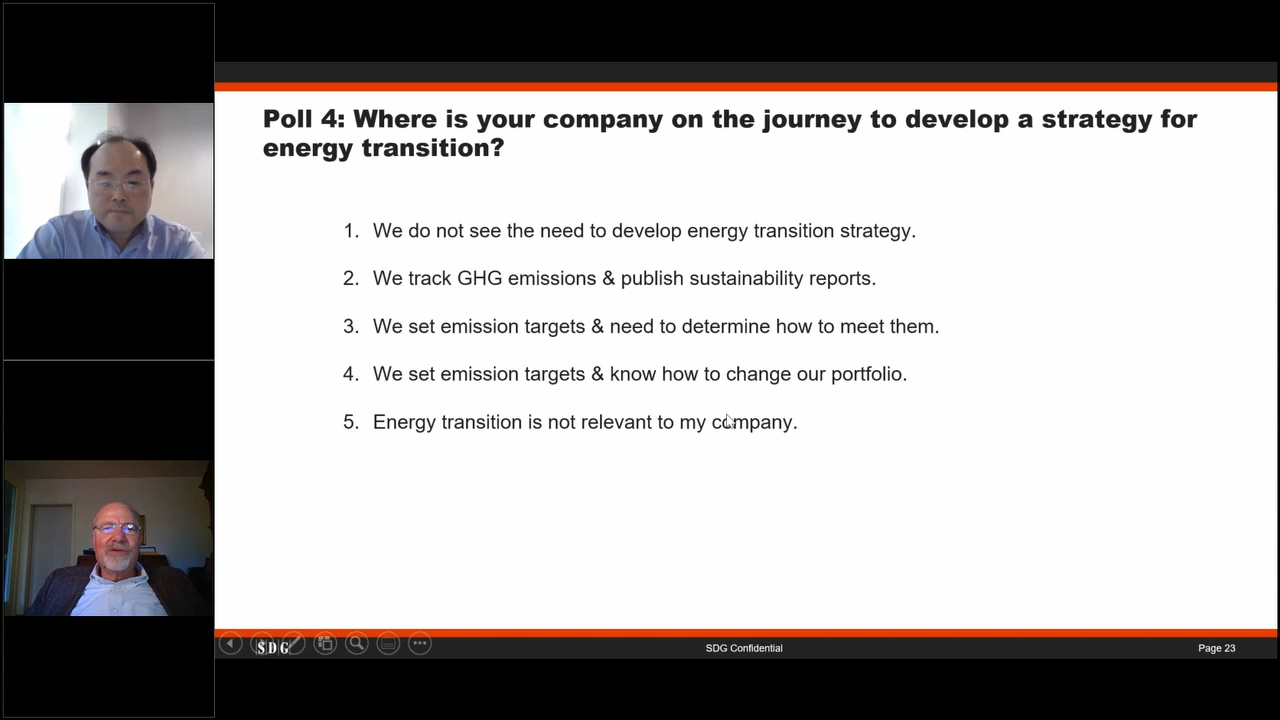 Poll 4: Where is your company on the journey to develop a strategy for
energy transition?
1. We do not see the need to develop energy transition strategy.
2. We track GHG emissions & publish sustainability reports.
3. We set emission targets & need to determine how to meet them.
4. We set emission targets & know how to change our portfolio.
5. Energy transition is not relevant to my company.
SDG
SDG Confidential
Page 23